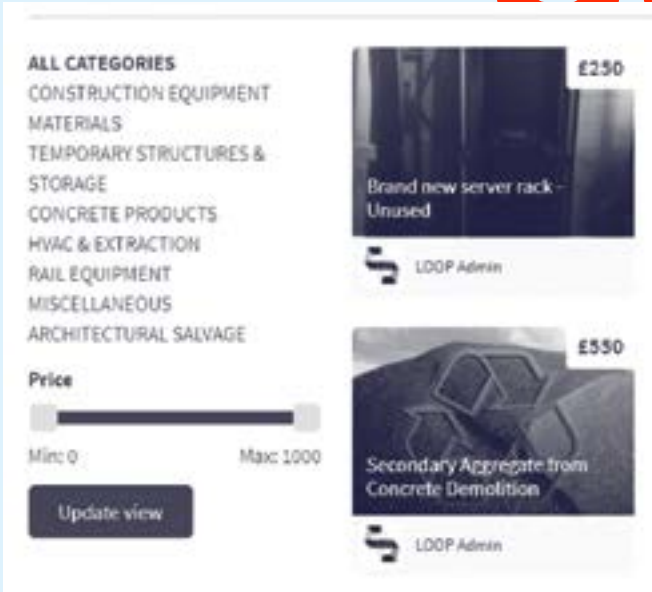 ALL CATEGORIES
CONSTRUCTION EQUIPMENT
MATERIALS
TEMPORARY STRUCTURES &
STORAGE
CONCRETE PRODUCTS
HVAC & EXTRACTION
RAIL EQUIPMENT
MISCELLANEOUS
ARCHITECTURAL SALVAGE
Price
Min: 0 Max: 1000
Update view
£250
Brand new server rack -
Unused
LOOP Admin
£550
Secondary Aggregate from
Concrete Demolition
LOOP Admin